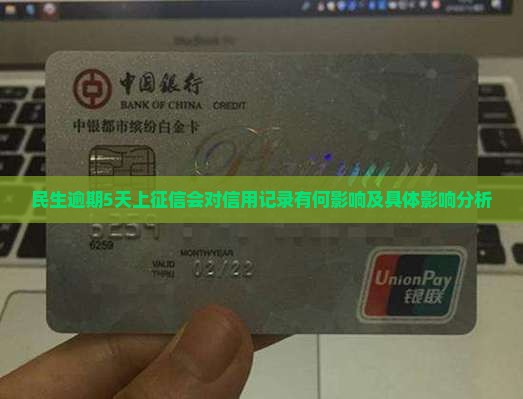 中国银行
BANK OF CHINA CREDIT
中银都市缤纷白金卡
Platinum
民生逾期5天上征信会对信用记录有何影响及具体影响分析
6259
6259
MONTH/YEAR
VALID THRU 02/22
UnionPay
银联